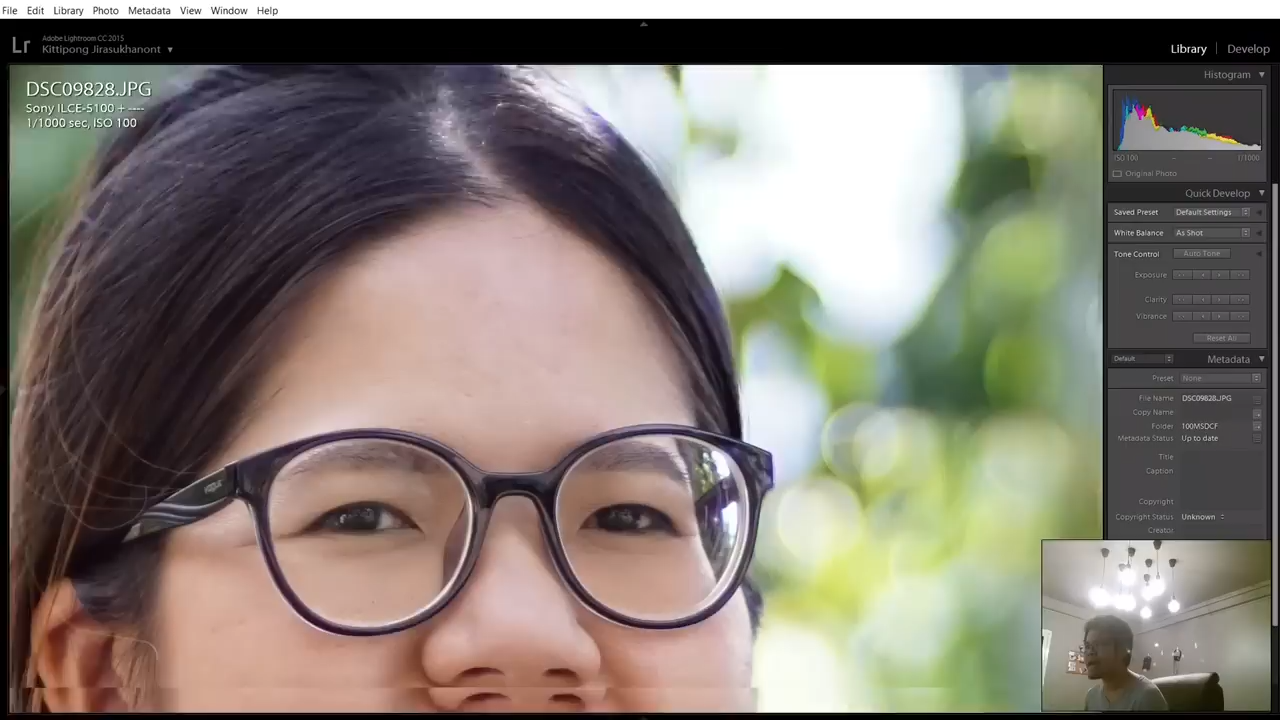 File Edit Library Photo Metadata View Window Help
Lr
Adobe Lightroom CC 2015
Kittipong Jirasukhanont
Library Develop
DSC09828.JPG
Sony ILCE-5100 + ----
1/1000 sec, ISO 100
Histogram
ISO 100 - - 1/1000
Original Photo
Quick Develop
Saved Preset Default Settings
White Balance As Shot
Tone Control Auto Tone
Exposure
Clarity
Vibrance
Reset All
Default Metadata
Preset None
File Name DSC09828.JPG
Copy Name
Folder 100MSDCF
Metadata Status Up to date
Title
Caption
Copyright
Copyright Status Unknown
Creator